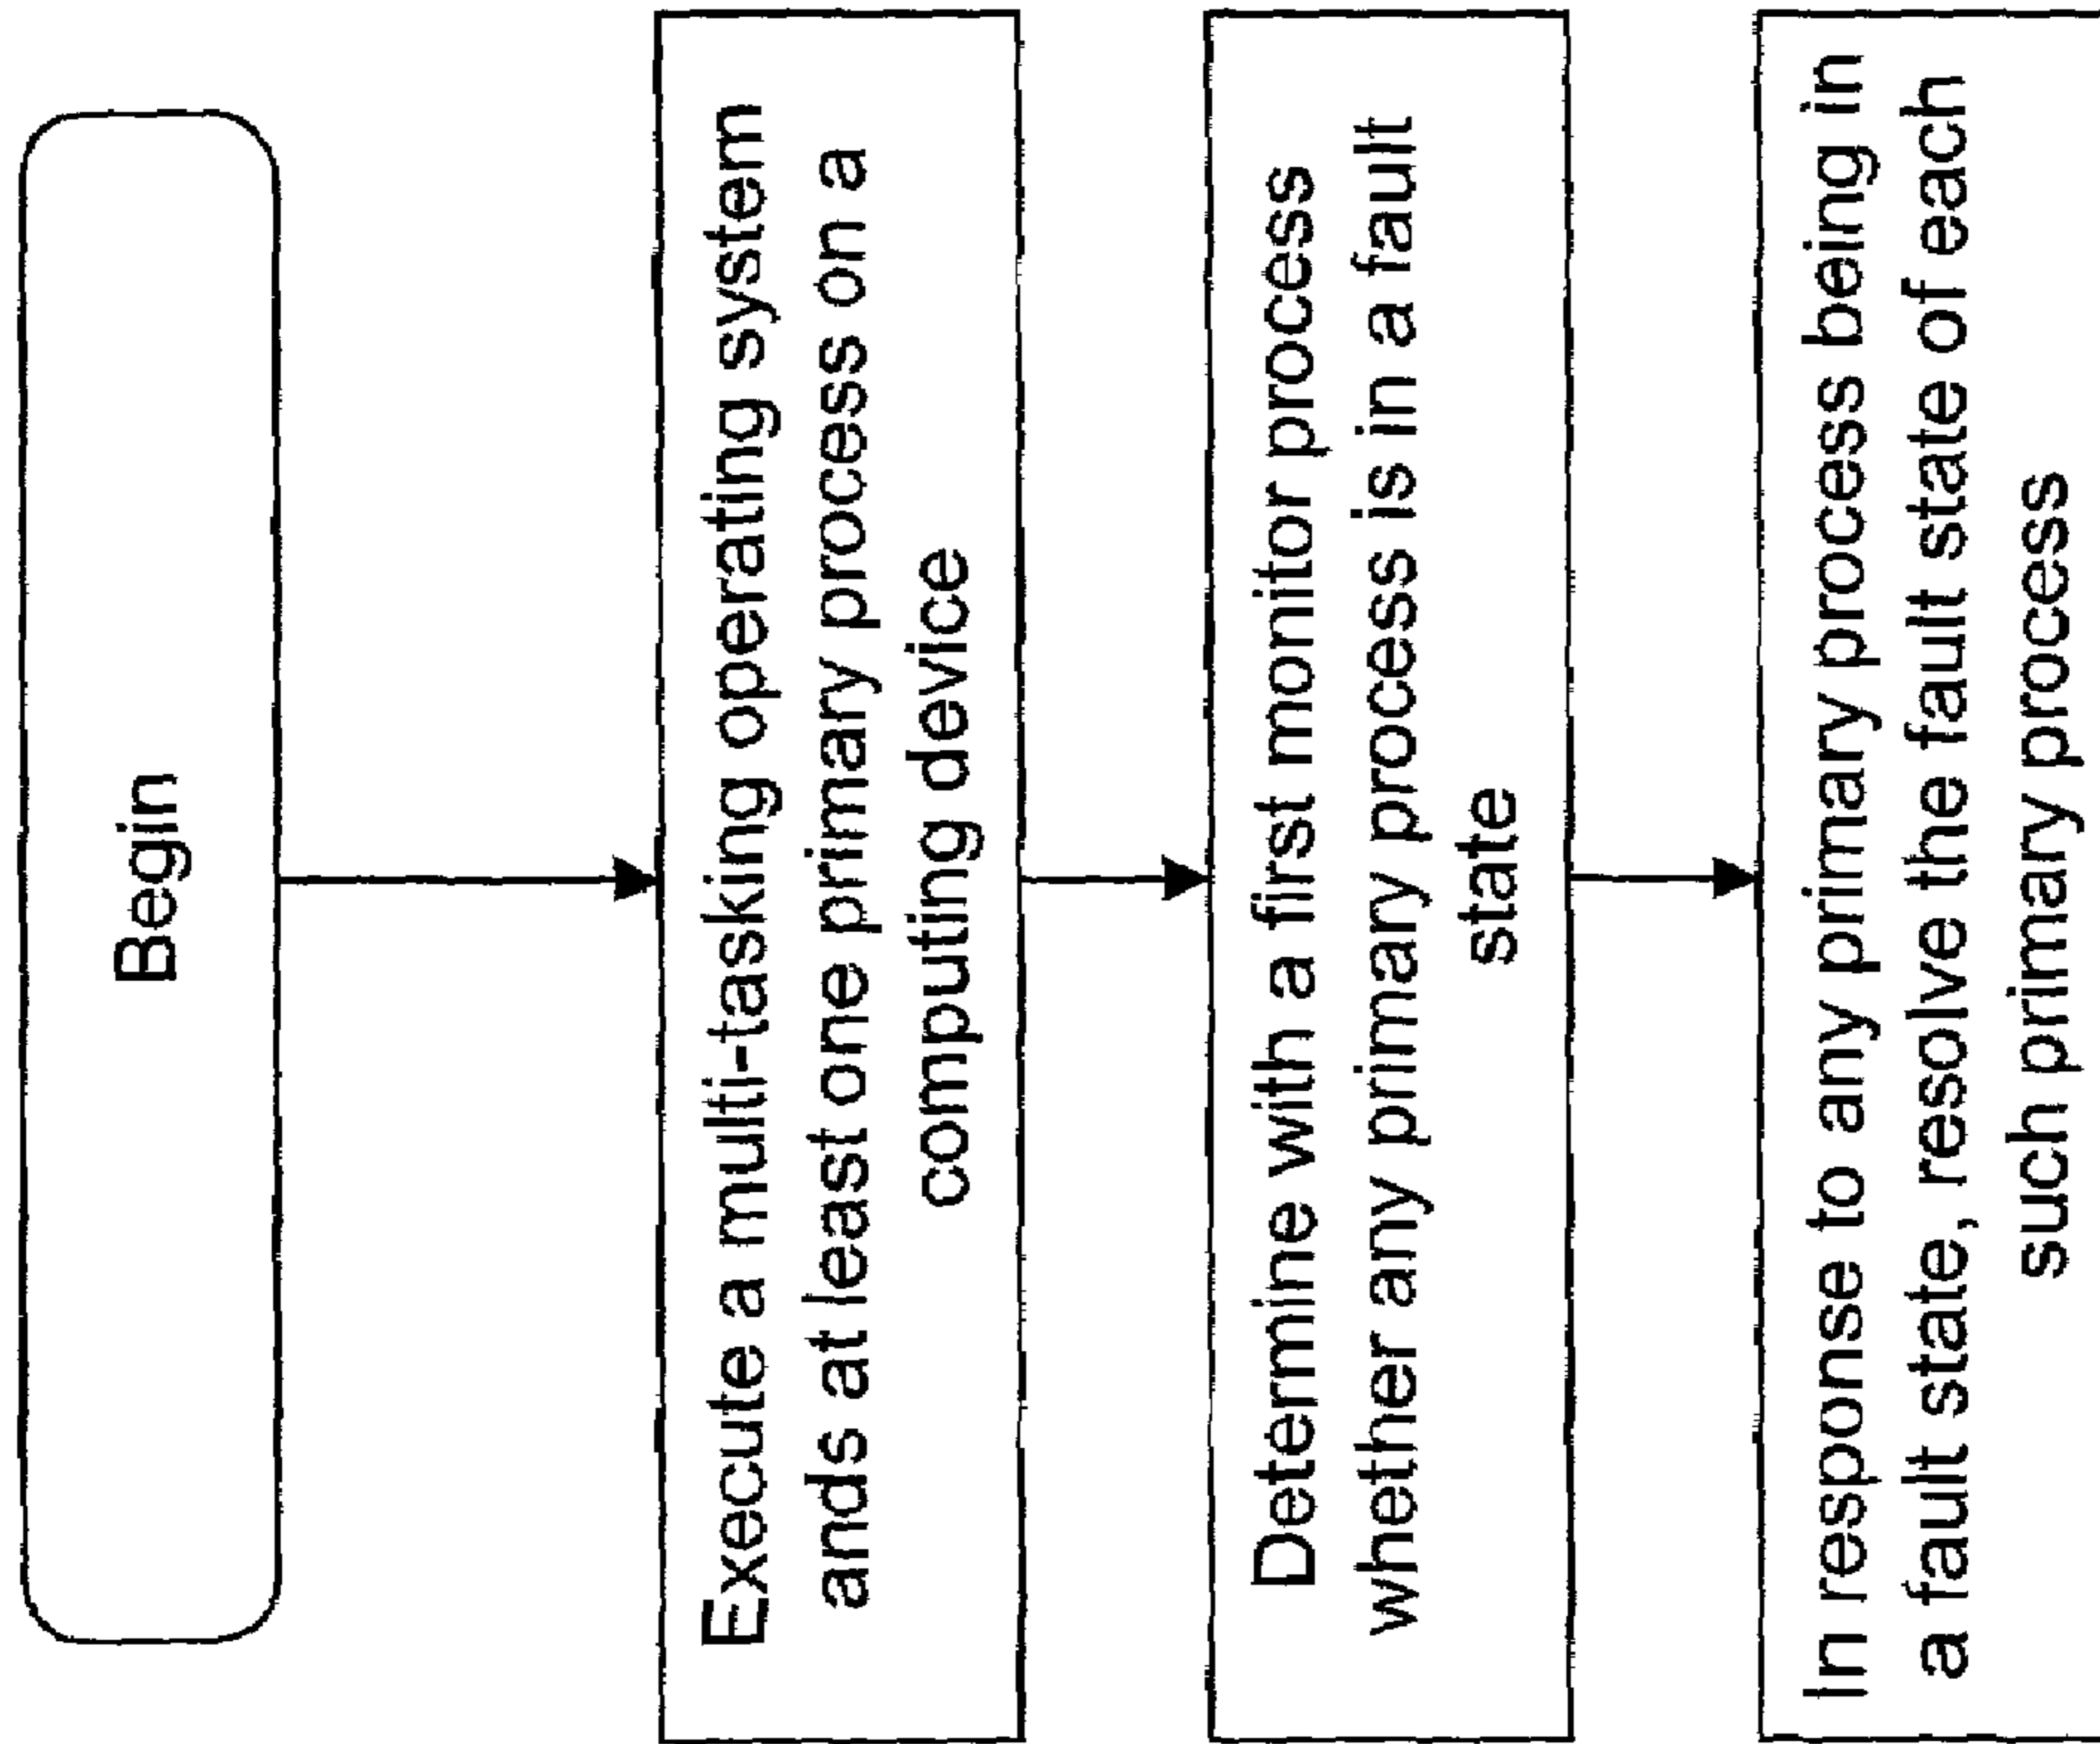 Begin
Execute a multi-tasking operating system
ands at least one primary process on a
computing device
Determine with a first monitor process
whether any primary process is in a fault
state
In response to any primary process being in
a fault state, resolve the fault state of each
such primary process